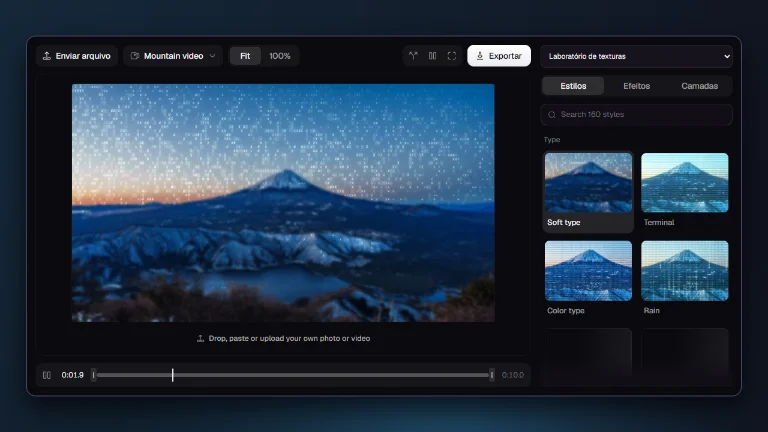 Enviar arquivo
Mountain video
Fit
100%
Exportar
Laboratório de texturas
Estilos
Efeitos
Camadas
Search 160 styles
Type
Soft type
Terminal
Color type
Rain
Drop, paste or upload your own photo or video
0:01.9
0:10.0